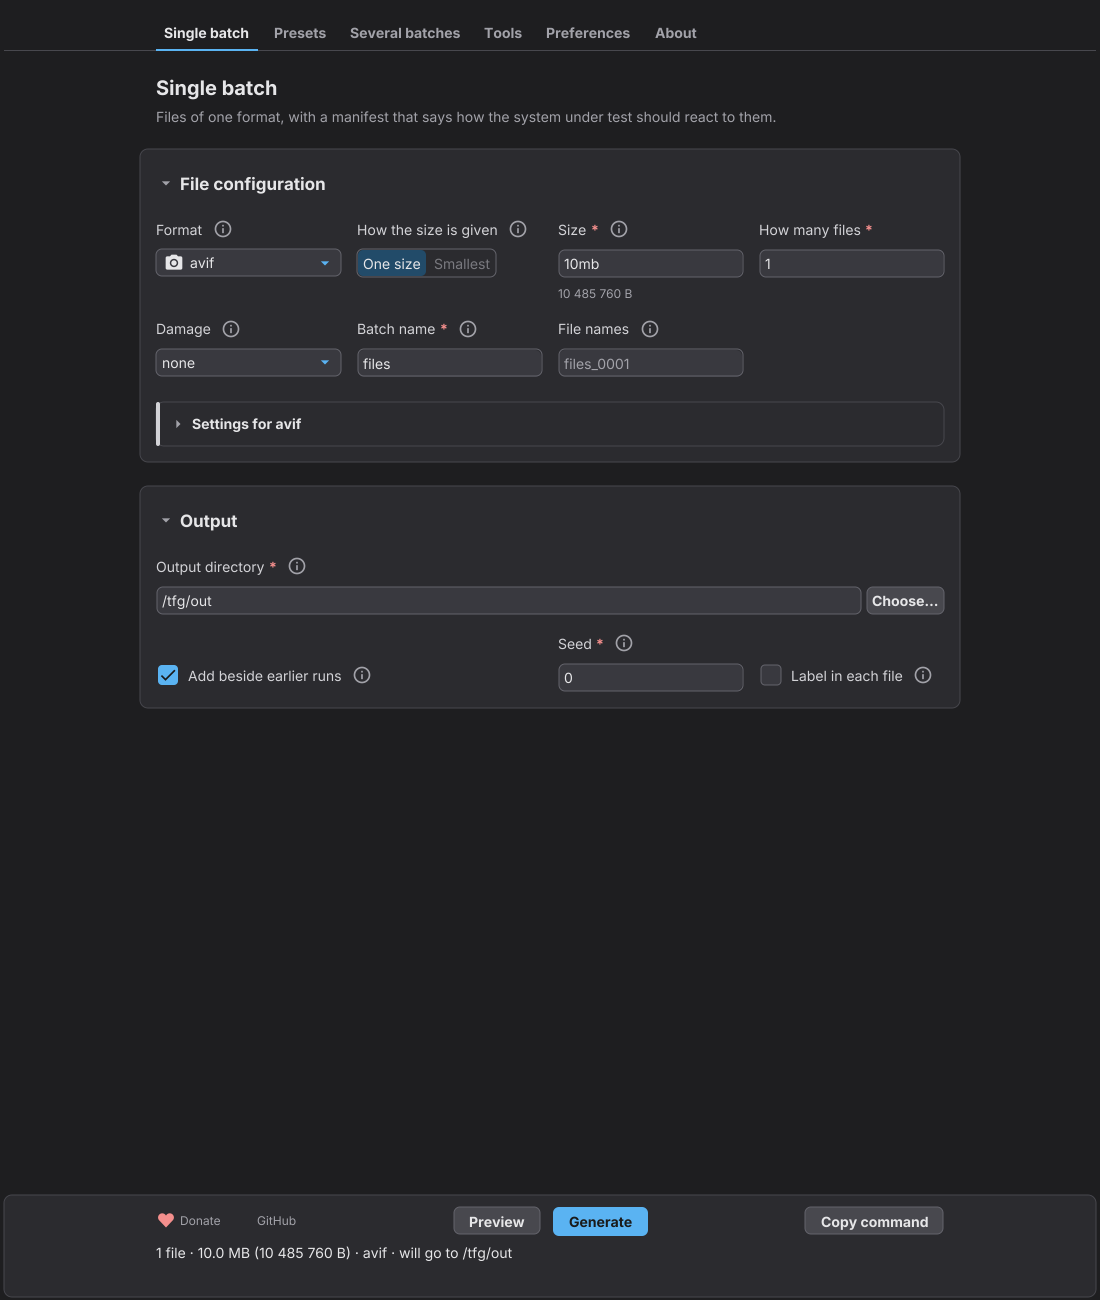 Single batch Presets Several batches Tools Preferences About
Single batch
Files of one format, with a manifest that says how the system under test should react to them.
File configuration
Format How the size is given Size * How many files *
avif One size Smallest 10mb 1
10 485 760 B
Damage Batch name * File names
none files files_0001
Settings for avif
Output
Output directory *
/tfg/out Choose...
Seed *
Add beside earlier runs 0 Label in each file
Donate GitHub Preview Generate Copy command
1 file · 10.0 MB (10 485 760 B) · avif · will go to /tfg/out